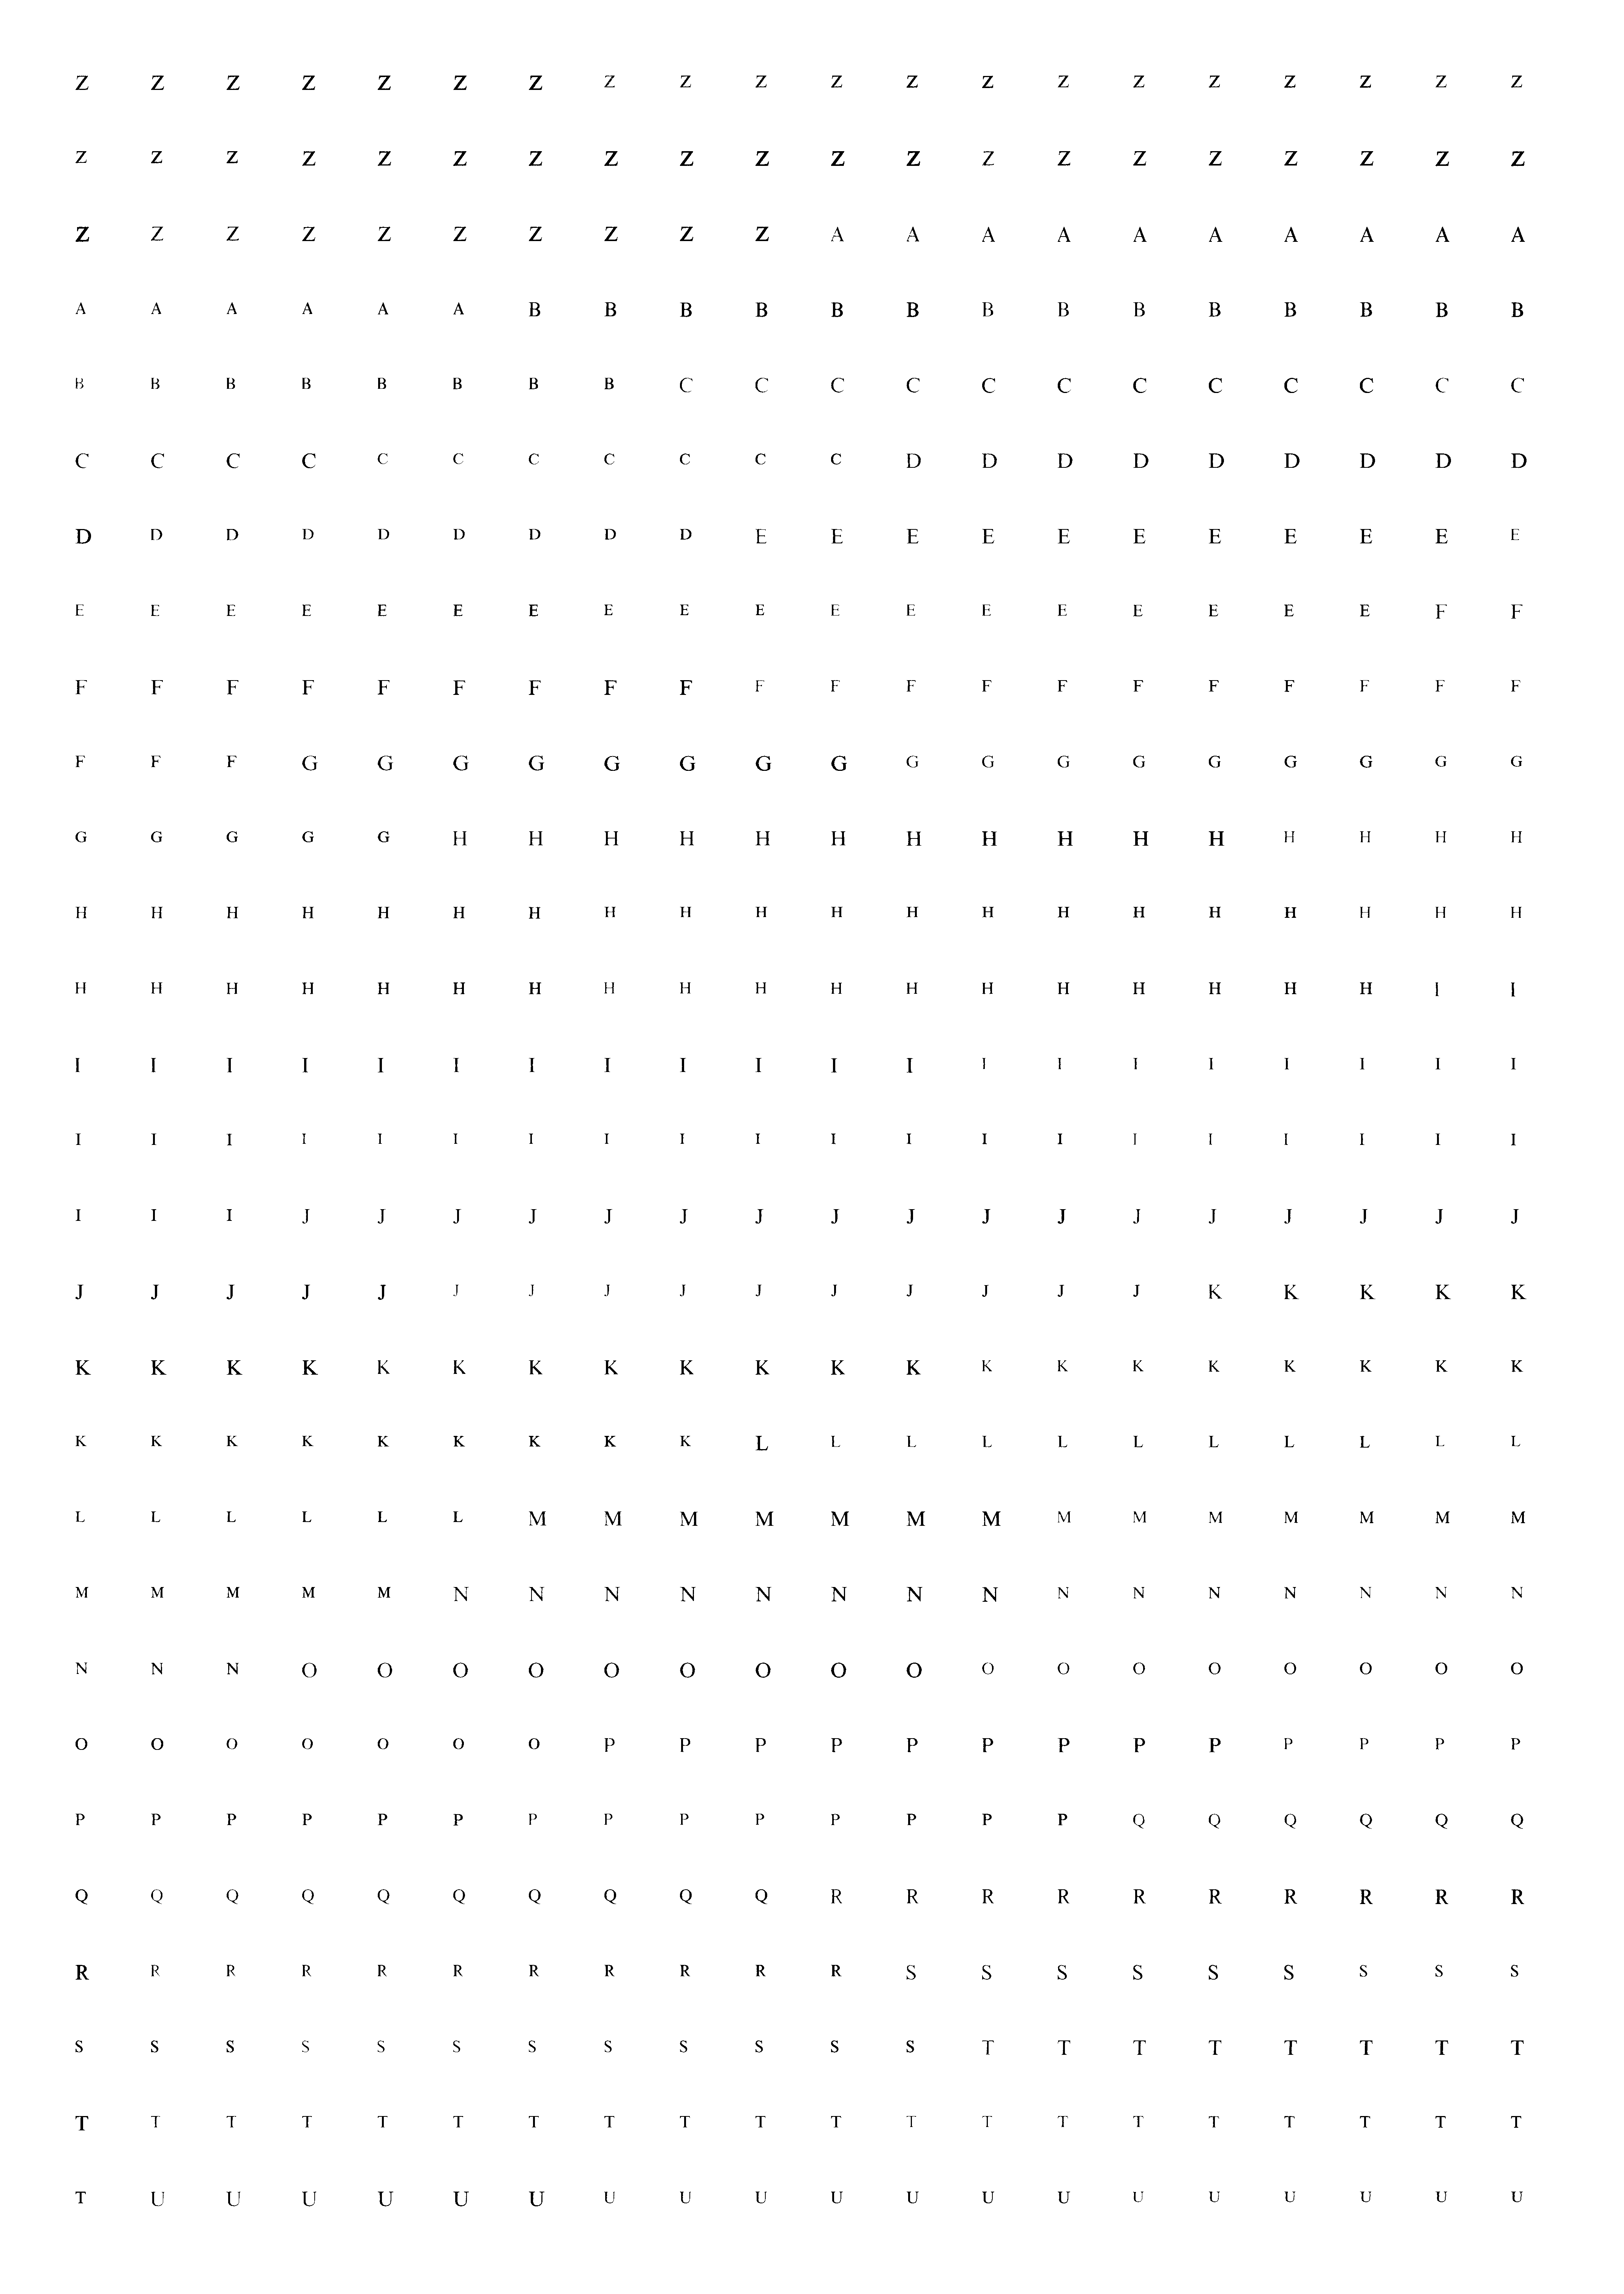 Z Z Z Z Z Z Z Z Z Z Z Z Z Z Z Z Z Z Z Z
Z Z Z Z Z Z Z Z Z Z Z Z Z Z Z Z Z Z Z Z
Z Z Z Z Z Z Z Z Z Z A A A A A A A A A A
A A A A A A B B B B B B B B B B B B B B
B B B B B B B B C C C C C C C C C C C C
C C C C C C C C C C C D D D D D D D D D
D D D D D D D D D E E E E E E E E E E E
E E E E E E E E E E E E E E E E E E F F
F F F F F F F F F F F F F F F F F F F F
F F F G G G G G G G G G G G G G G G G G
G G G G G H H H H H H H H H H H H H H H
H H H H H H H H H H H H H H H H H H H H
H H H H H H H H H H H H H H H H H H I I
I I I I I I I I I I I I I I I I I I I I
I I I I I I I I I I I I I I I I I I I I
I I I J J J J J J J J J J J J J J J J J
J J J J J J J J J J J J J J J K K K K K
K K K K K K K K K K K K K K K K K K K K
K K K K K K K K K L L L L L L L L L L L
L L L L L L M M M M M M M M M M M M M M
M M M M M N N N N N N N N N N N N N N N
N N N O O O O O O O O O O O O O O O O O
O O O O O O O P P P P P P P P P P P P P
P P P P P P P P P P P P P P Q Q Q Q Q Q
Q Q Q Q Q Q Q Q Q Q R R R R R R R R R R
R R R R R R R R R R R S S S S S S S S S
S S S S S S S S S S S S T T T T T T T T
T T T T T T T T T T T T T T T T T T T T
T U U U U U U U U U U U U U U U U U U U